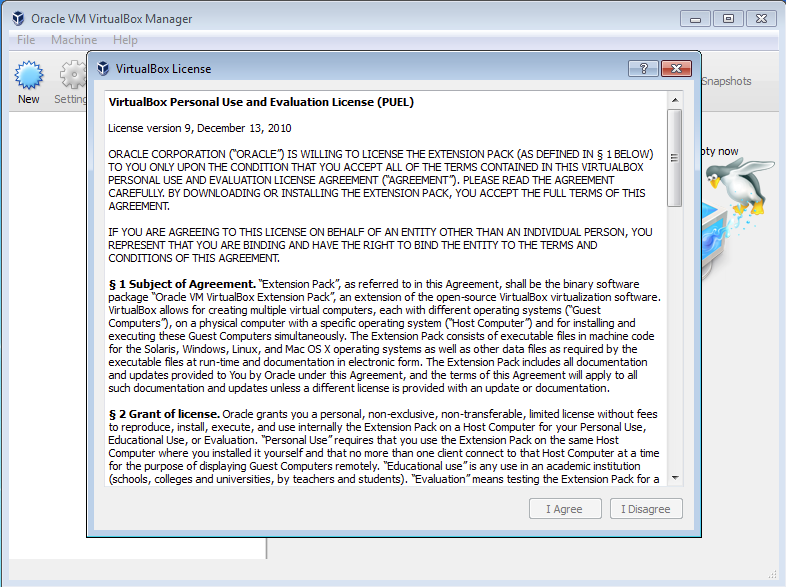 Oracle VM VirtualBox Manager
File Machine Help
VirtualBox License
New
Setting
Snapshots
pty now
VirtualBox Personal Use and Evaluation License (PUEL)
License version 9, December 13, 2010
ORACLE CORPORATION (“ORACLE”) IS WILLING TO LICENSE THE EXTENSION PACK (AS DEFINED IN § 1 BELOW)
TO YOU ONLY UPON THE CONDITION THAT YOU ACCEPT ALL OF THE TERMS CONTAINED IN THIS VIRTUALBOX
PERSONAL USE AND EVALUATION LICENSE AGREEMENT (“AGREEMENT”). PLEASE READ THE AGREEMENT
CAREFULLY. BY DOWNLOADING OR INSTALLING THE EXTENSION PACK, YOU ACCEPT THE FULL TERMS OF THIS
AGREEMENT.
IF YOU ARE AGREEING TO THIS LICENSE ON BEHALF OF AN ENTITY OTHER THAN AN INDIVIDUAL PERSON, YOU
REPRESENT THAT YOU ARE BINDING AND HAVE THE RIGHT TO BIND THE ENTITY TO THE TERMS AND
CONDITIONS OF THIS AGREEMENT.
§ 1 Subject of Agreement. “Extension Pack”, as referred to in this Agreement, shall be the binary software
package “Oracle VM VirtualBox Extension Pack”, an extension of the open-source VirtualBox virtualization software.
VirtualBox allows for creating multiple virtual computers, each with different operating systems (“Guest
Computers”), on a physical computer with a specific operating system (“Host Computer”) and for installing and
executing these Guest Computers simultaneously. The Extension Pack consists of executable files in machine code
for the Solaris, Windows, Linux, and Mac OS X operating systems as well as other data files as required by the
executable files at run-time and documentation in electronic form. The Extension Pack includes all documentation
and updates provided to You by Oracle under this Agreement, and the terms of this Agreement will apply to all
such documentation and updates unless a different license is provided with an update or documentation.
§ 2 Grant of license. Oracle grants you a personal, non-exclusive, non-transferable, limited license without fees
to reproduce, install, execute, and use internally the Extension Pack on a Host Computer for your Personal Use,
Educational Use, or Evaluation. “Personal Use” requires that you use the Extension Pack on the same Host
Computer where you installed it yourself and that no more than one client connect to that Host Computer at a time
for the purpose of displaying Guest Computers remotely. “Educational use” is any use in an academic institution
(schools, colleges and universities, by teachers and students). “Evaluation” means testing the Extension Pack for a
I Agree
I Disagree